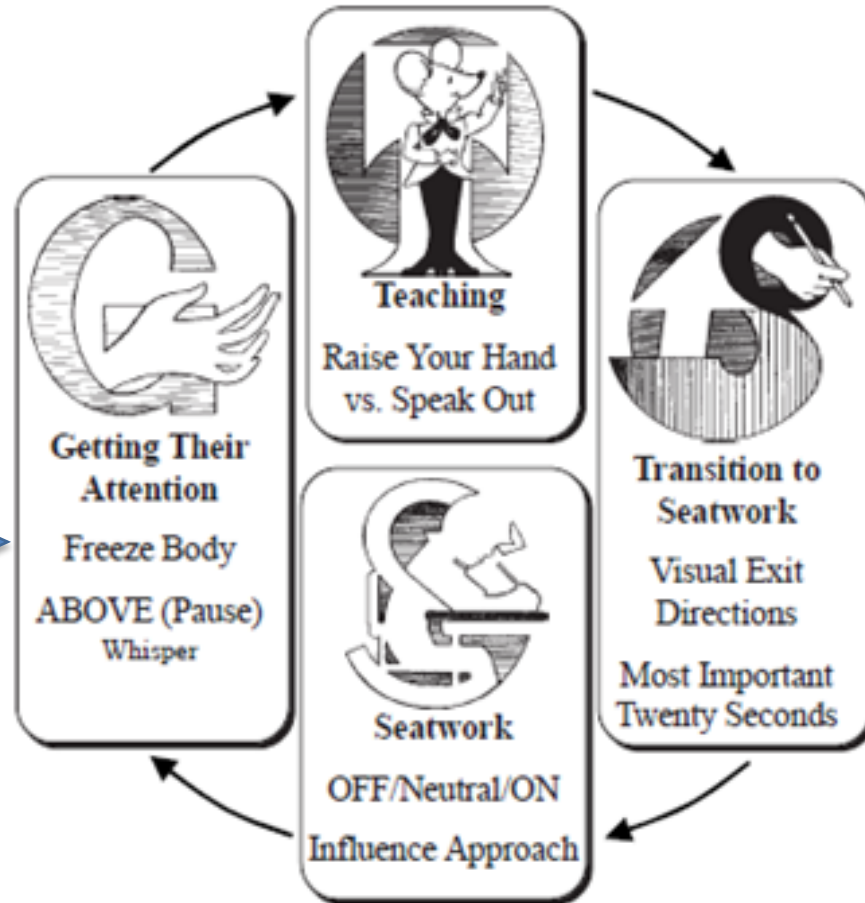 Getting Their
Attention
Freeze Body
ABOVE (Pause)
Whisper
Teaching
Raise Your Hand
vs. Speak Out
Transition to
Seatwork
Visual Exit
Directions
Most Important
Twenty Seconds
Seatwork
OFF/Neutral/ON
Influence Approach